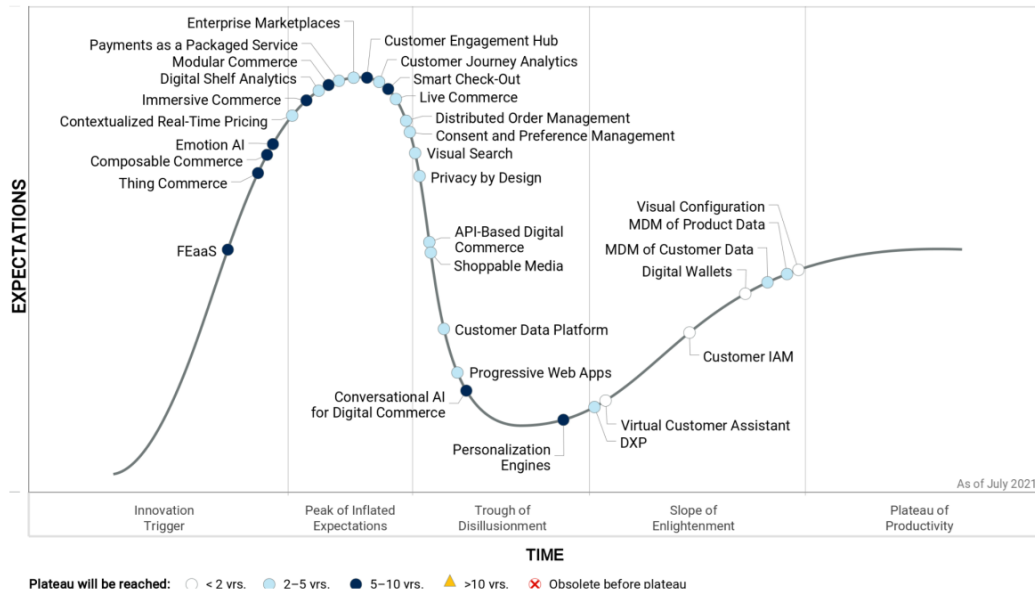 Enterprise Marketplaces
Payments as a Packaged Service
Modular Commerce
Digital Shelf Analytics
Immersive Commerce
Contextualized Real-Time Pricing
Emotion AI
Composable Commerce
Thing Commerce
FEaaS
Customer Engagement Hub
Customer Journey Analytics
Smart Check-Out
Live Commerce
Distributed Order Management
Consent and Preference Management
Visual Search
Privacy by Design
API-Based Digital
Commerce
Shoppable Media
Customer Data Platform
Progressive Web Apps
Conversational AI
for Digital Commerce
Personalization
Engines
Visual Configuration
MDM of Product Data
MDM of Customer Data
Digital Wallets
Customer IAM
Virtual Customer Assistant
DXP
EXPECTATIONS
As of July 2021
Innovation
Trigger
Peak of Inflated
Expectations
Trough of
Disillusionment
Slope of
Enlightenment
Plateau of
Productivity
TIME
Plateau will be reached: < 2 yrs. 2–5 yrs. 5–10 yrs. >10 yrs. Obsolete before plateau